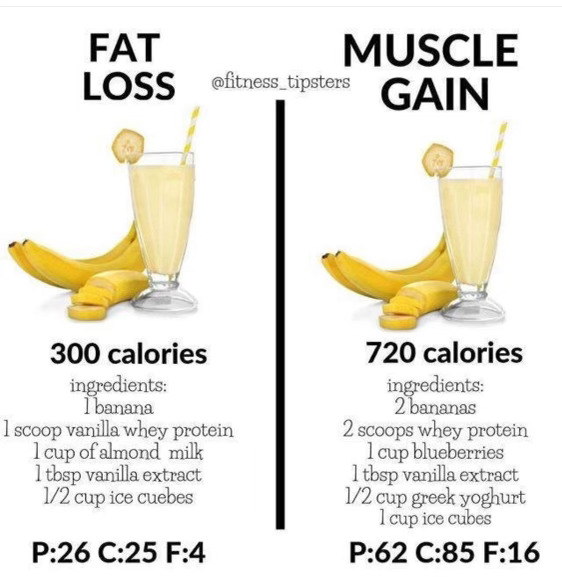 FAT
LOSS
@fitness_tipsters
MUSCLE
GAIN
300 calories
ingredients:
1 banana
1 scoop vanilla whey protein
1 cup of almond milk
1 tbsp vanilla extract
1/2 cup ice cuebes
P:26 C:25 F:4
720 calories
ingredients:
2 bananas
2 scoops whey protein
1 cup blueberries
1 tbsp vanilla extract
1/2 cup greek yoghurt
1 cup ice cubes
P:62 C:85 F:16